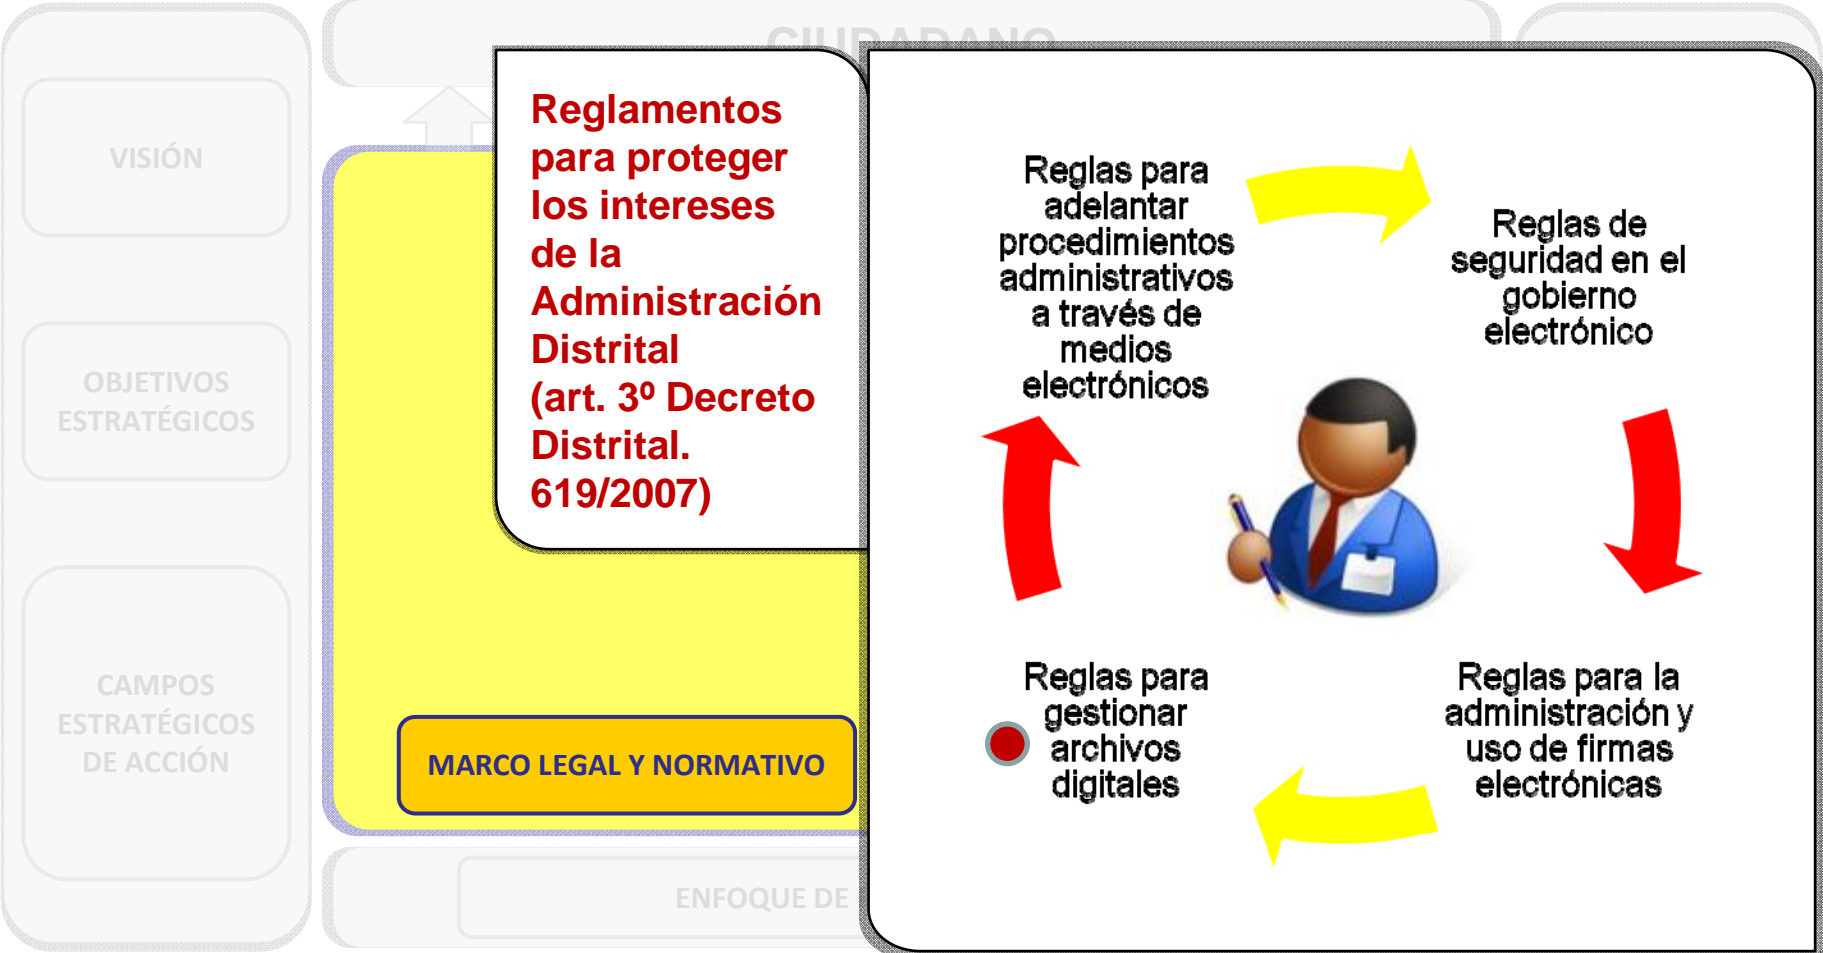 CIUDADANO
VISIÓN
OBJETIVOS
ESTRATÉGICOS
CAMPOS
ESTRATÉGICOS
DE ACCIÓN
Reglamentos
para proteger
los intereses
de la
Administración
Distrital
(art. 3º Decreto
Distrital.
619/2007)
MARCO LEGAL Y NORMATIVO
ENFOQUE DE
Reglas para
adelantar
procedimientos
administrativos
a través de
medios
electrónicos
Reglas de
seguridad en el
gobierno
electrónico
Reglas para
gestionar
archivos
digitales
Reglas para la
administración y
uso de firmas
electrónicas